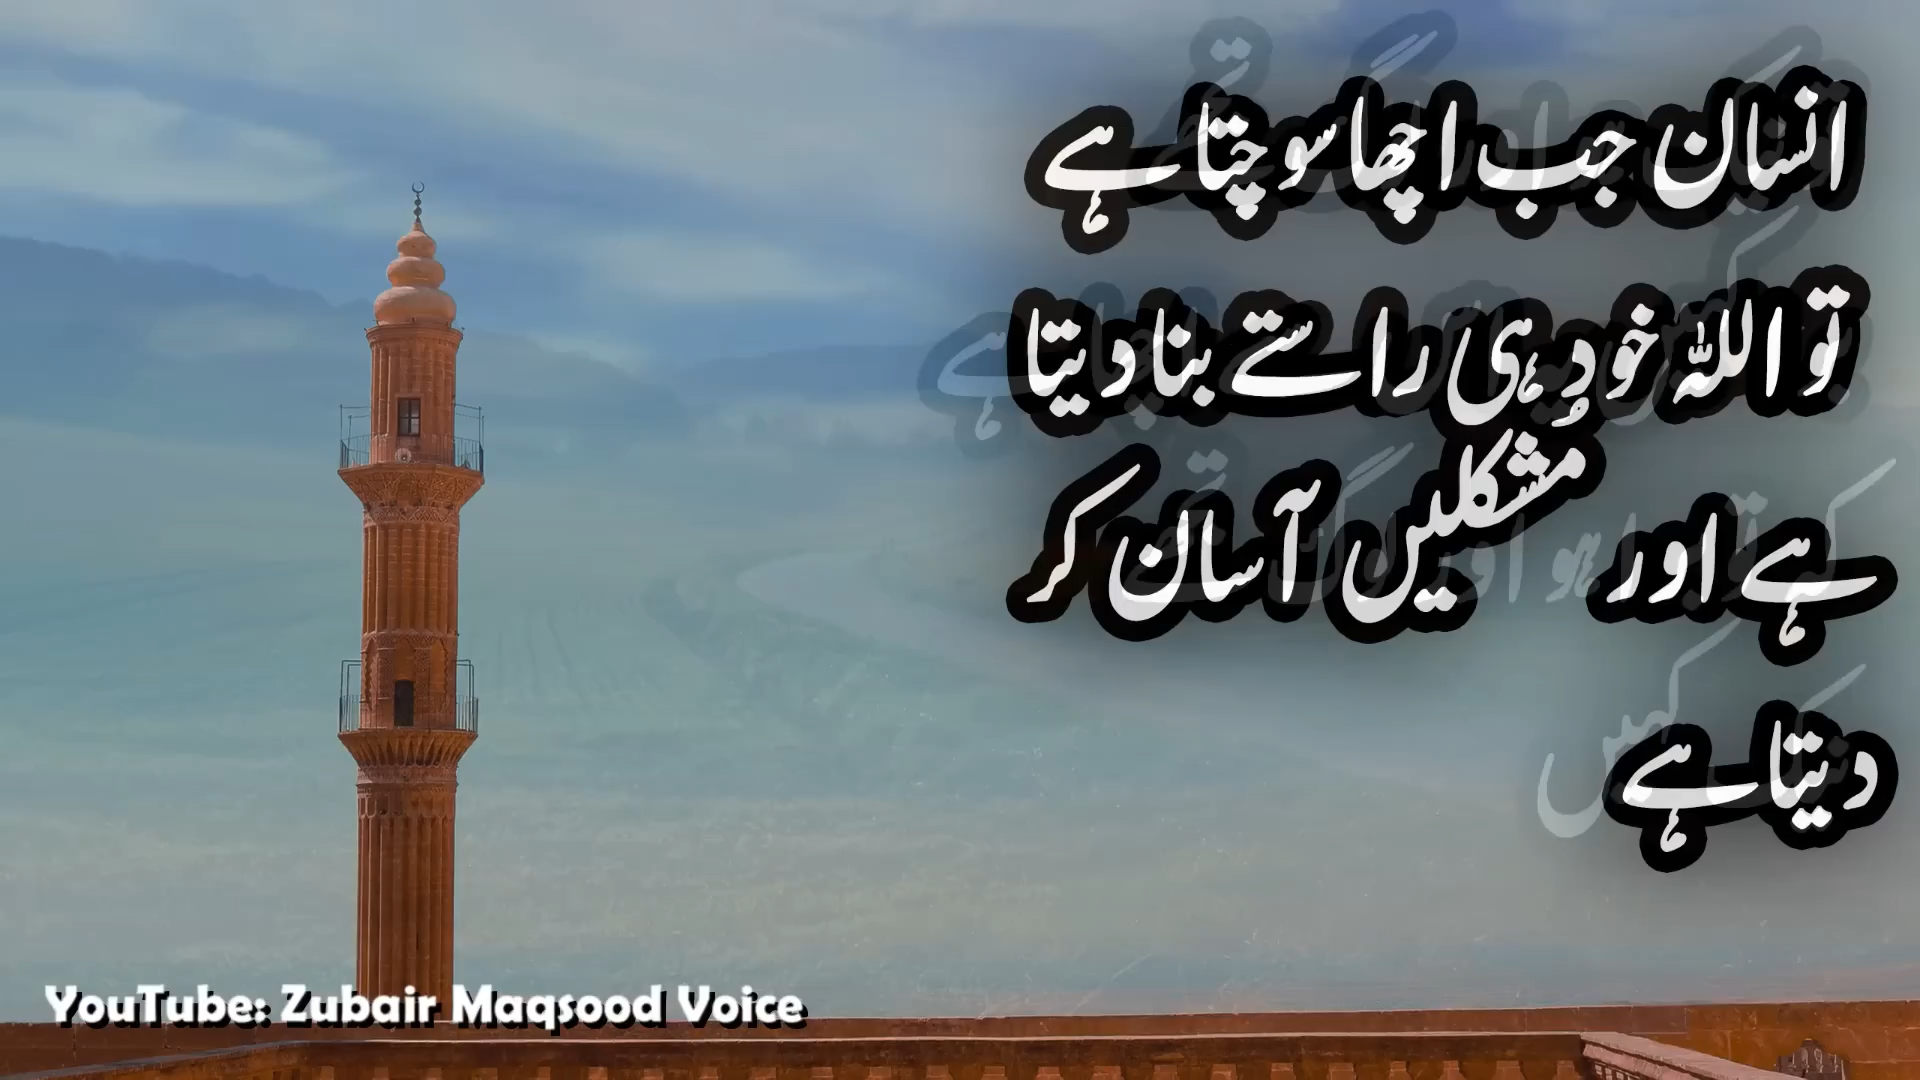 انسان جب اچھا سوچتا ہے
تو اللہ خود ہی راستے بنا دیتا
ہے اور مُشکلیں آسان کر
دیتا ہے
YouTube: Zubair Maqsood Voice